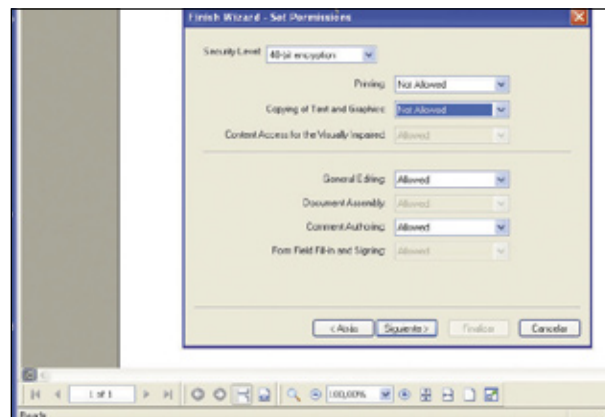 Finish Wizard - Set Permissions
Security Level: 40-bit encryption
Printing: Not Allowed
Copying of Text and Graphics: Not Allowed
Content Access for the Visually Impaired: Allowed
General Editing: Allowed
Document Assembly: Allowed
Comment Authoring: Allowed
Form Field Fill-in and Signing: Allowed
< Atrás Siguiente > Finalizar Cancelar
1 of 1 100,00%
Ready